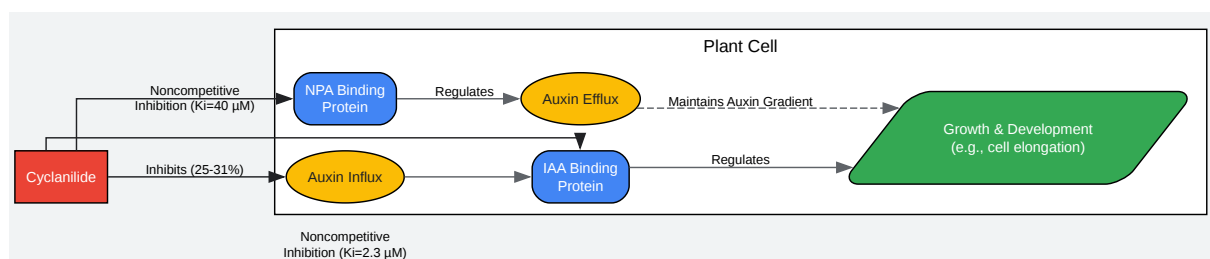 Plant Cell
Noncompetitive
Inhibition (Ki=40 µM)
NPA Binding
Protein
Regulates
Auxin Efflux
Maintains Auxin Gradient
Growth & Development
(e.g., cell elongation)
Cyclanilide
Inhibits (25-31%)
Auxin Influx
IAA Binding
Protein
Regulates
Noncompetitive
Inhibition (Ki=2.3 µM)